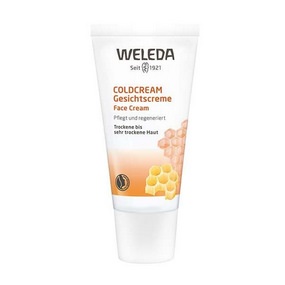 WELEDA
Seit 1921
COLDCREAM
Gesichtscreme
Face Cream
Pflegt und regeneriert
Trockene bis
sehr trockene Haut